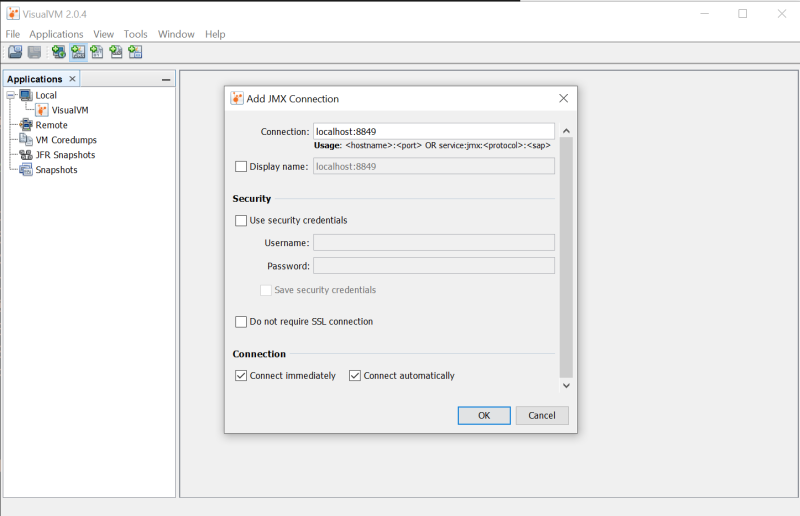 VisualVM 2.0.4
File Applications View Tools Window Help
Applications
Local
VisualVM
Remote
VM Coredumps
JFR Snapshots
Snapshots
Add JMX Connection
Connection: localhost:8849
Usage: <hostname>:<port> OR service:jmx:<protocol>:<sap>
Display name: localhost:8849
Security
Use security credentials
Username:
Password:
Save security credentials
Do not require SSL connection
Connection
Connect immediately Connect automatically
OK Cancel